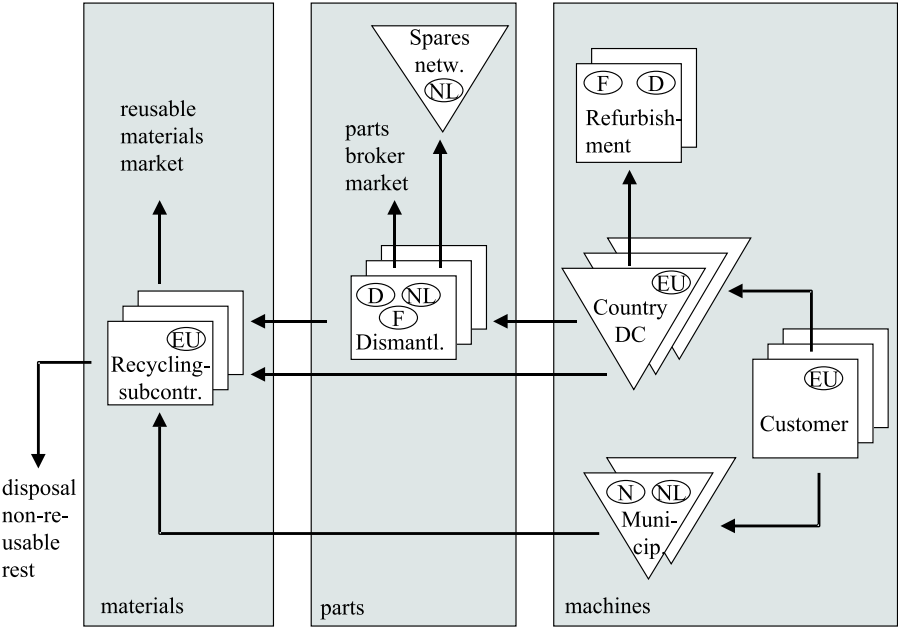 reusable
materials
market
EU
Recycling-
subcontr.
disposal
non-re-
usable
rest
materials
Spares
netw.
NL
parts
broker
market
D NL
F
Dismantl.
parts
F D
Refurbish-
ment
EU
Country
DC
EU
Customer
N NL
Muni-
cip.
machines